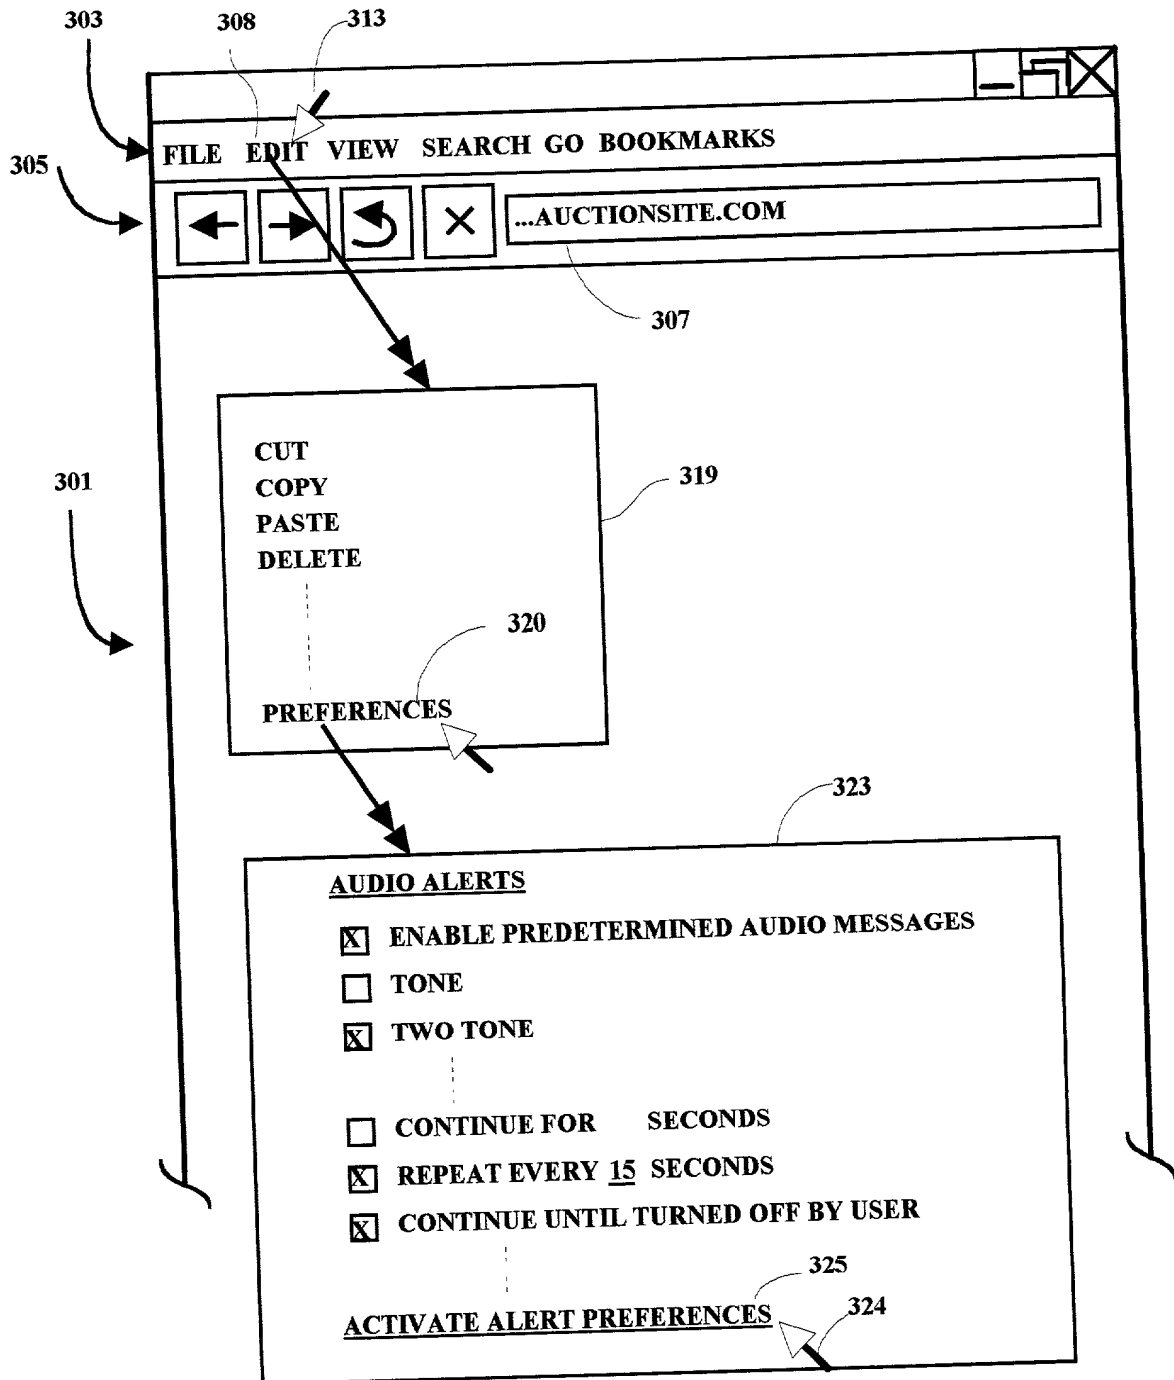 303
308
313
FILE EDIT VIEW SEARCH GO BOOKMARKS
305
...AUCTIONSITE.COM
307
CUT
COPY
PASTE
DELETE
319
301
320
PREFERENCES
323
AUDIO ALERTS
X ENABLE PREDETERMINED AUDIO MESSAGES
TONE
X TWO TONE
CONTINUE FOR SECONDS
X REPEAT EVERY 15 SECONDS
X CONTINUE UNTIL TURNED OFF BY USER
325
ACTIVATE ALERT PREFERENCES
324